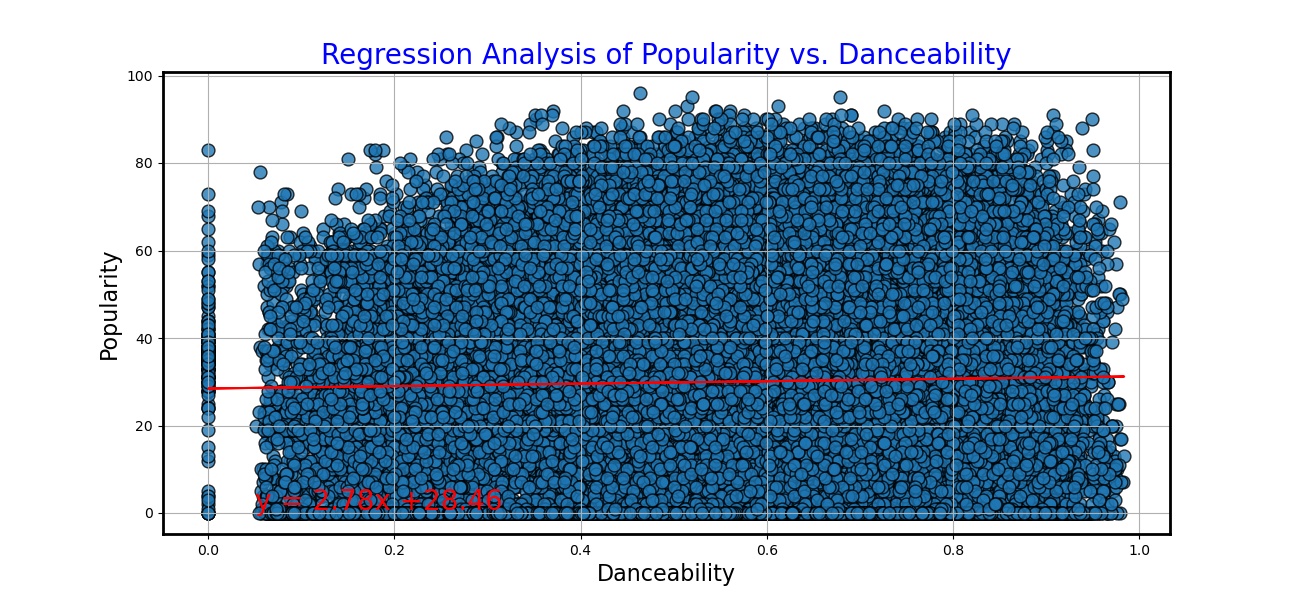 Regression Analysis of Popularity vs. Danceability
100
80
60
40
20
0
Popularity
y = 2.78x +28.46
0.0 0.2 0.4 0.6 0.8 1.0
Danceability